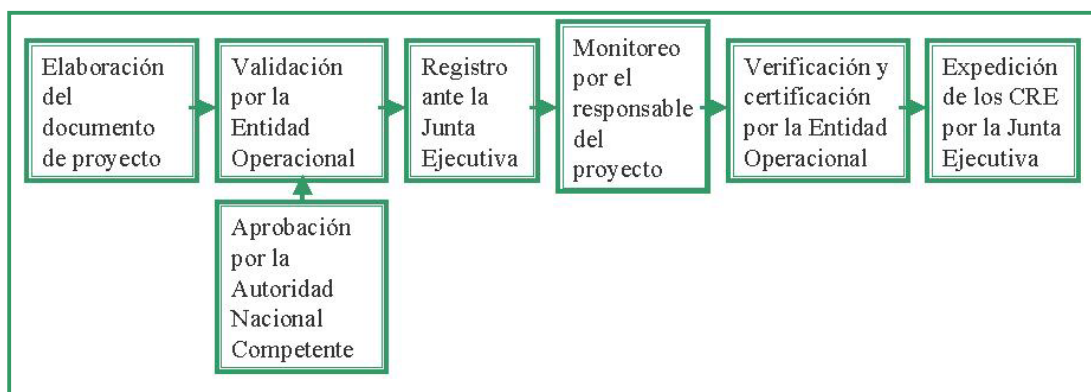 Elaboración
del
documento
de proyecto
Validación
por la
Entidad
Operacional
Registro
ante la
Junta
Ejecutiva
Monitoreo
por el
responsable
del
proyecto
Verificación y
certificación
por la Entidad
Operacional
Expedición
de los CRE
por la Junta
Ejecutiva
Aprobación
por la
Autoridad
Nacional
Competente